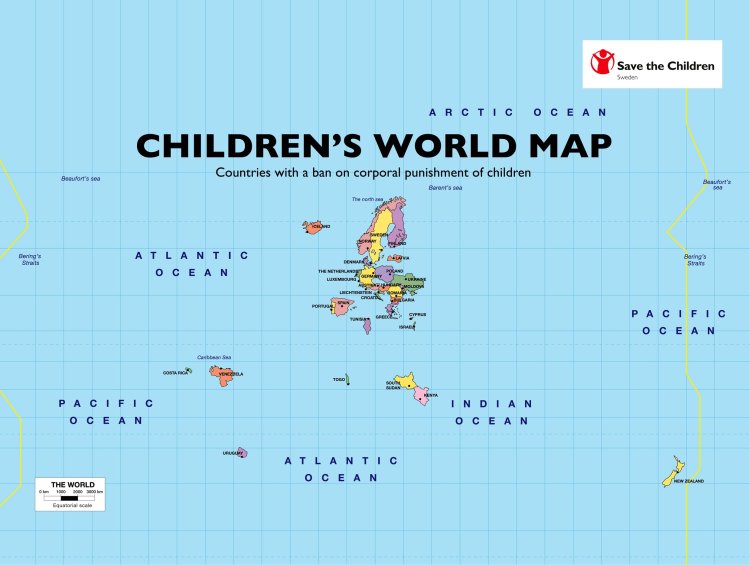 Save the Children
Sweden
ARCTIC OCEAN
CHILDREN'S WORLD MAP
Countries with a ban on corporal punishment of children
Beaufort's sea
Barent's sea
Beaufort's
sea
The north sea
ICELAND
SWEDEN
NORWAY
FINLAND
Bering's
Straits
ATLANTIC
OCEAN
DENMARK
LATVIA
Bering's
Straits
THE NETHERLANDS
POLAND
GERMANY
LUXEMBOURG
UKRAINE
AUSTRIA
HUNGARY
MOLDOVA
LIECHTENSTEIN
ROMANIA
CROATIA
BULGARIA
PORTUGAL
SPAIN
PACIFIC
OCEAN
TUNISIA
GREECE
CYPRUS
ISRAEL
Caribbean Sea
COSTA RICA
VENEZUELA
TOGO
SOUTH
SUDAN
KENYA
PACIFIC
OCEAN
INDIAN
OCEAN
URUGUAY
ATLANTIC
OCEAN
NEW ZEALAND
THE WORLD
0 km 1000 2000 3000 km
Equatorial scale